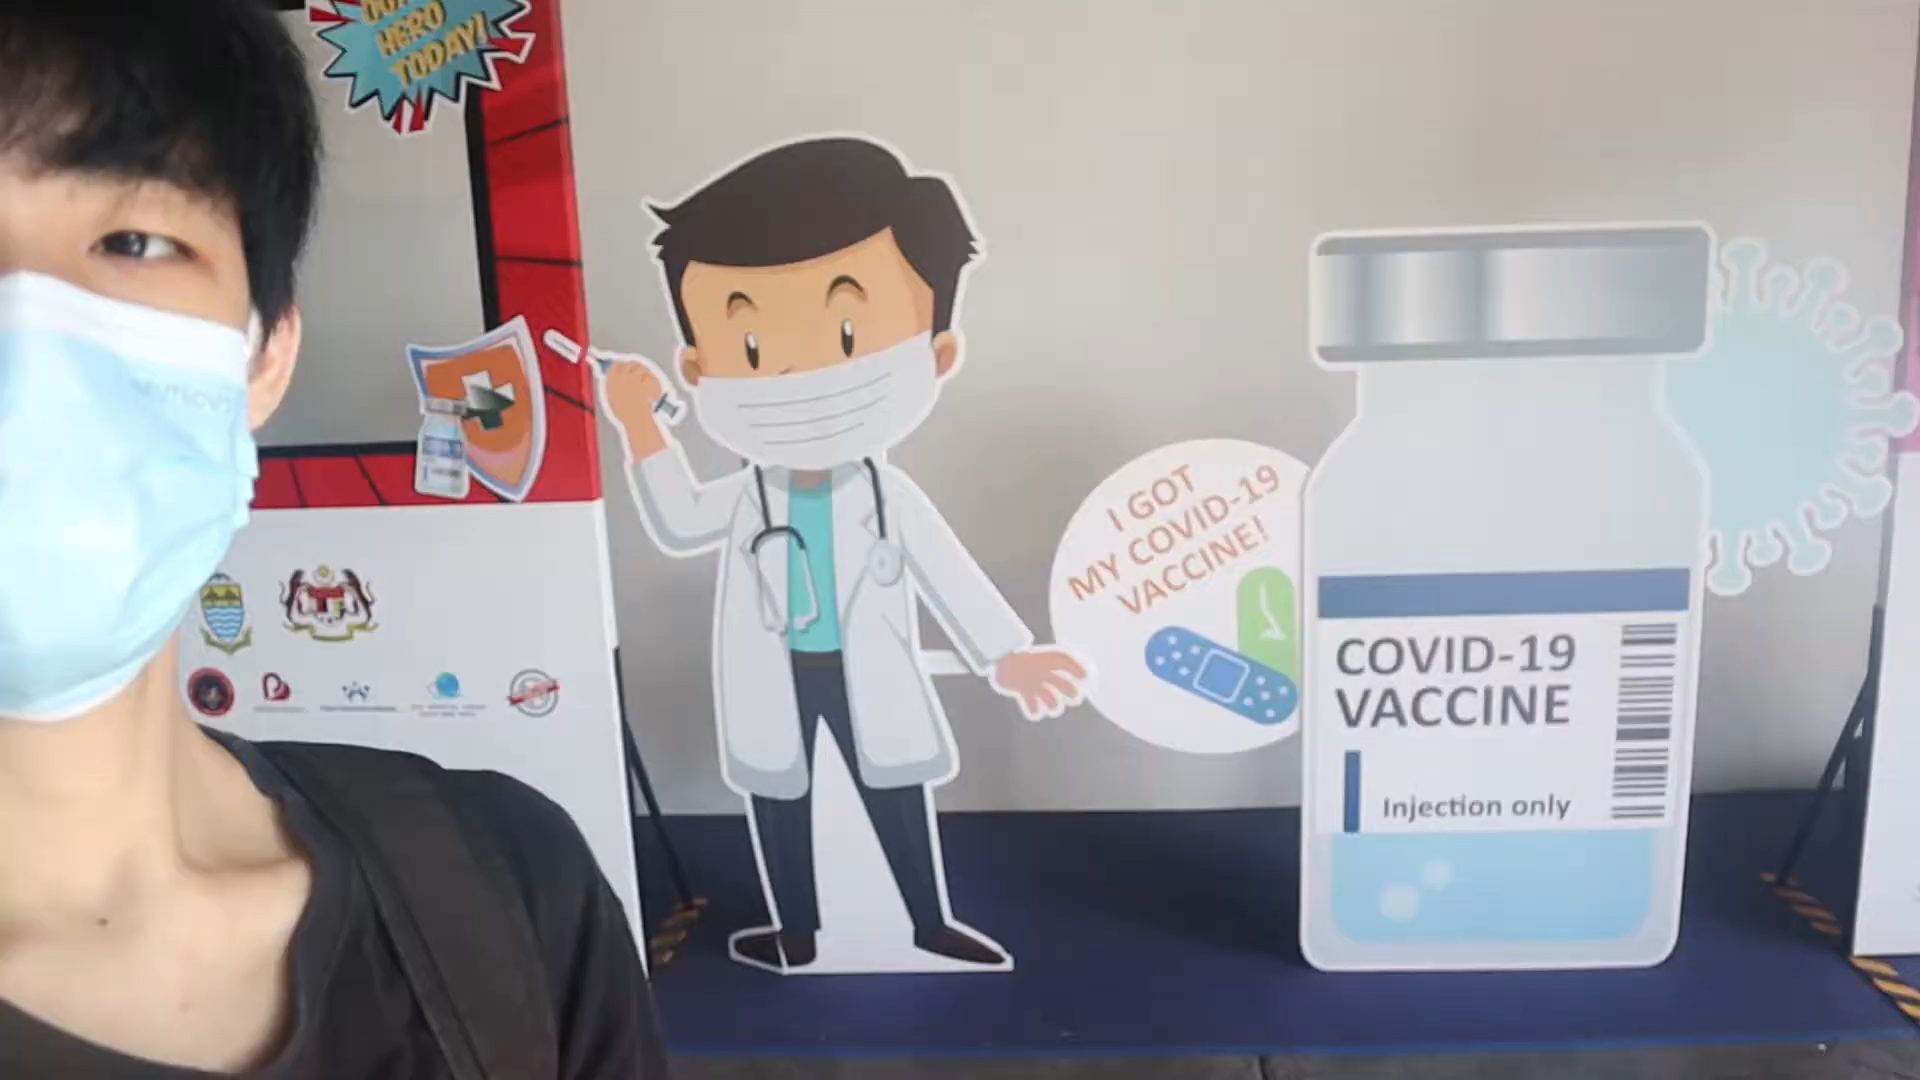 HERO
TODAY!
I GOT
MY COVID-19
VACCINE!
COVID-19
VACCINE
Injection only